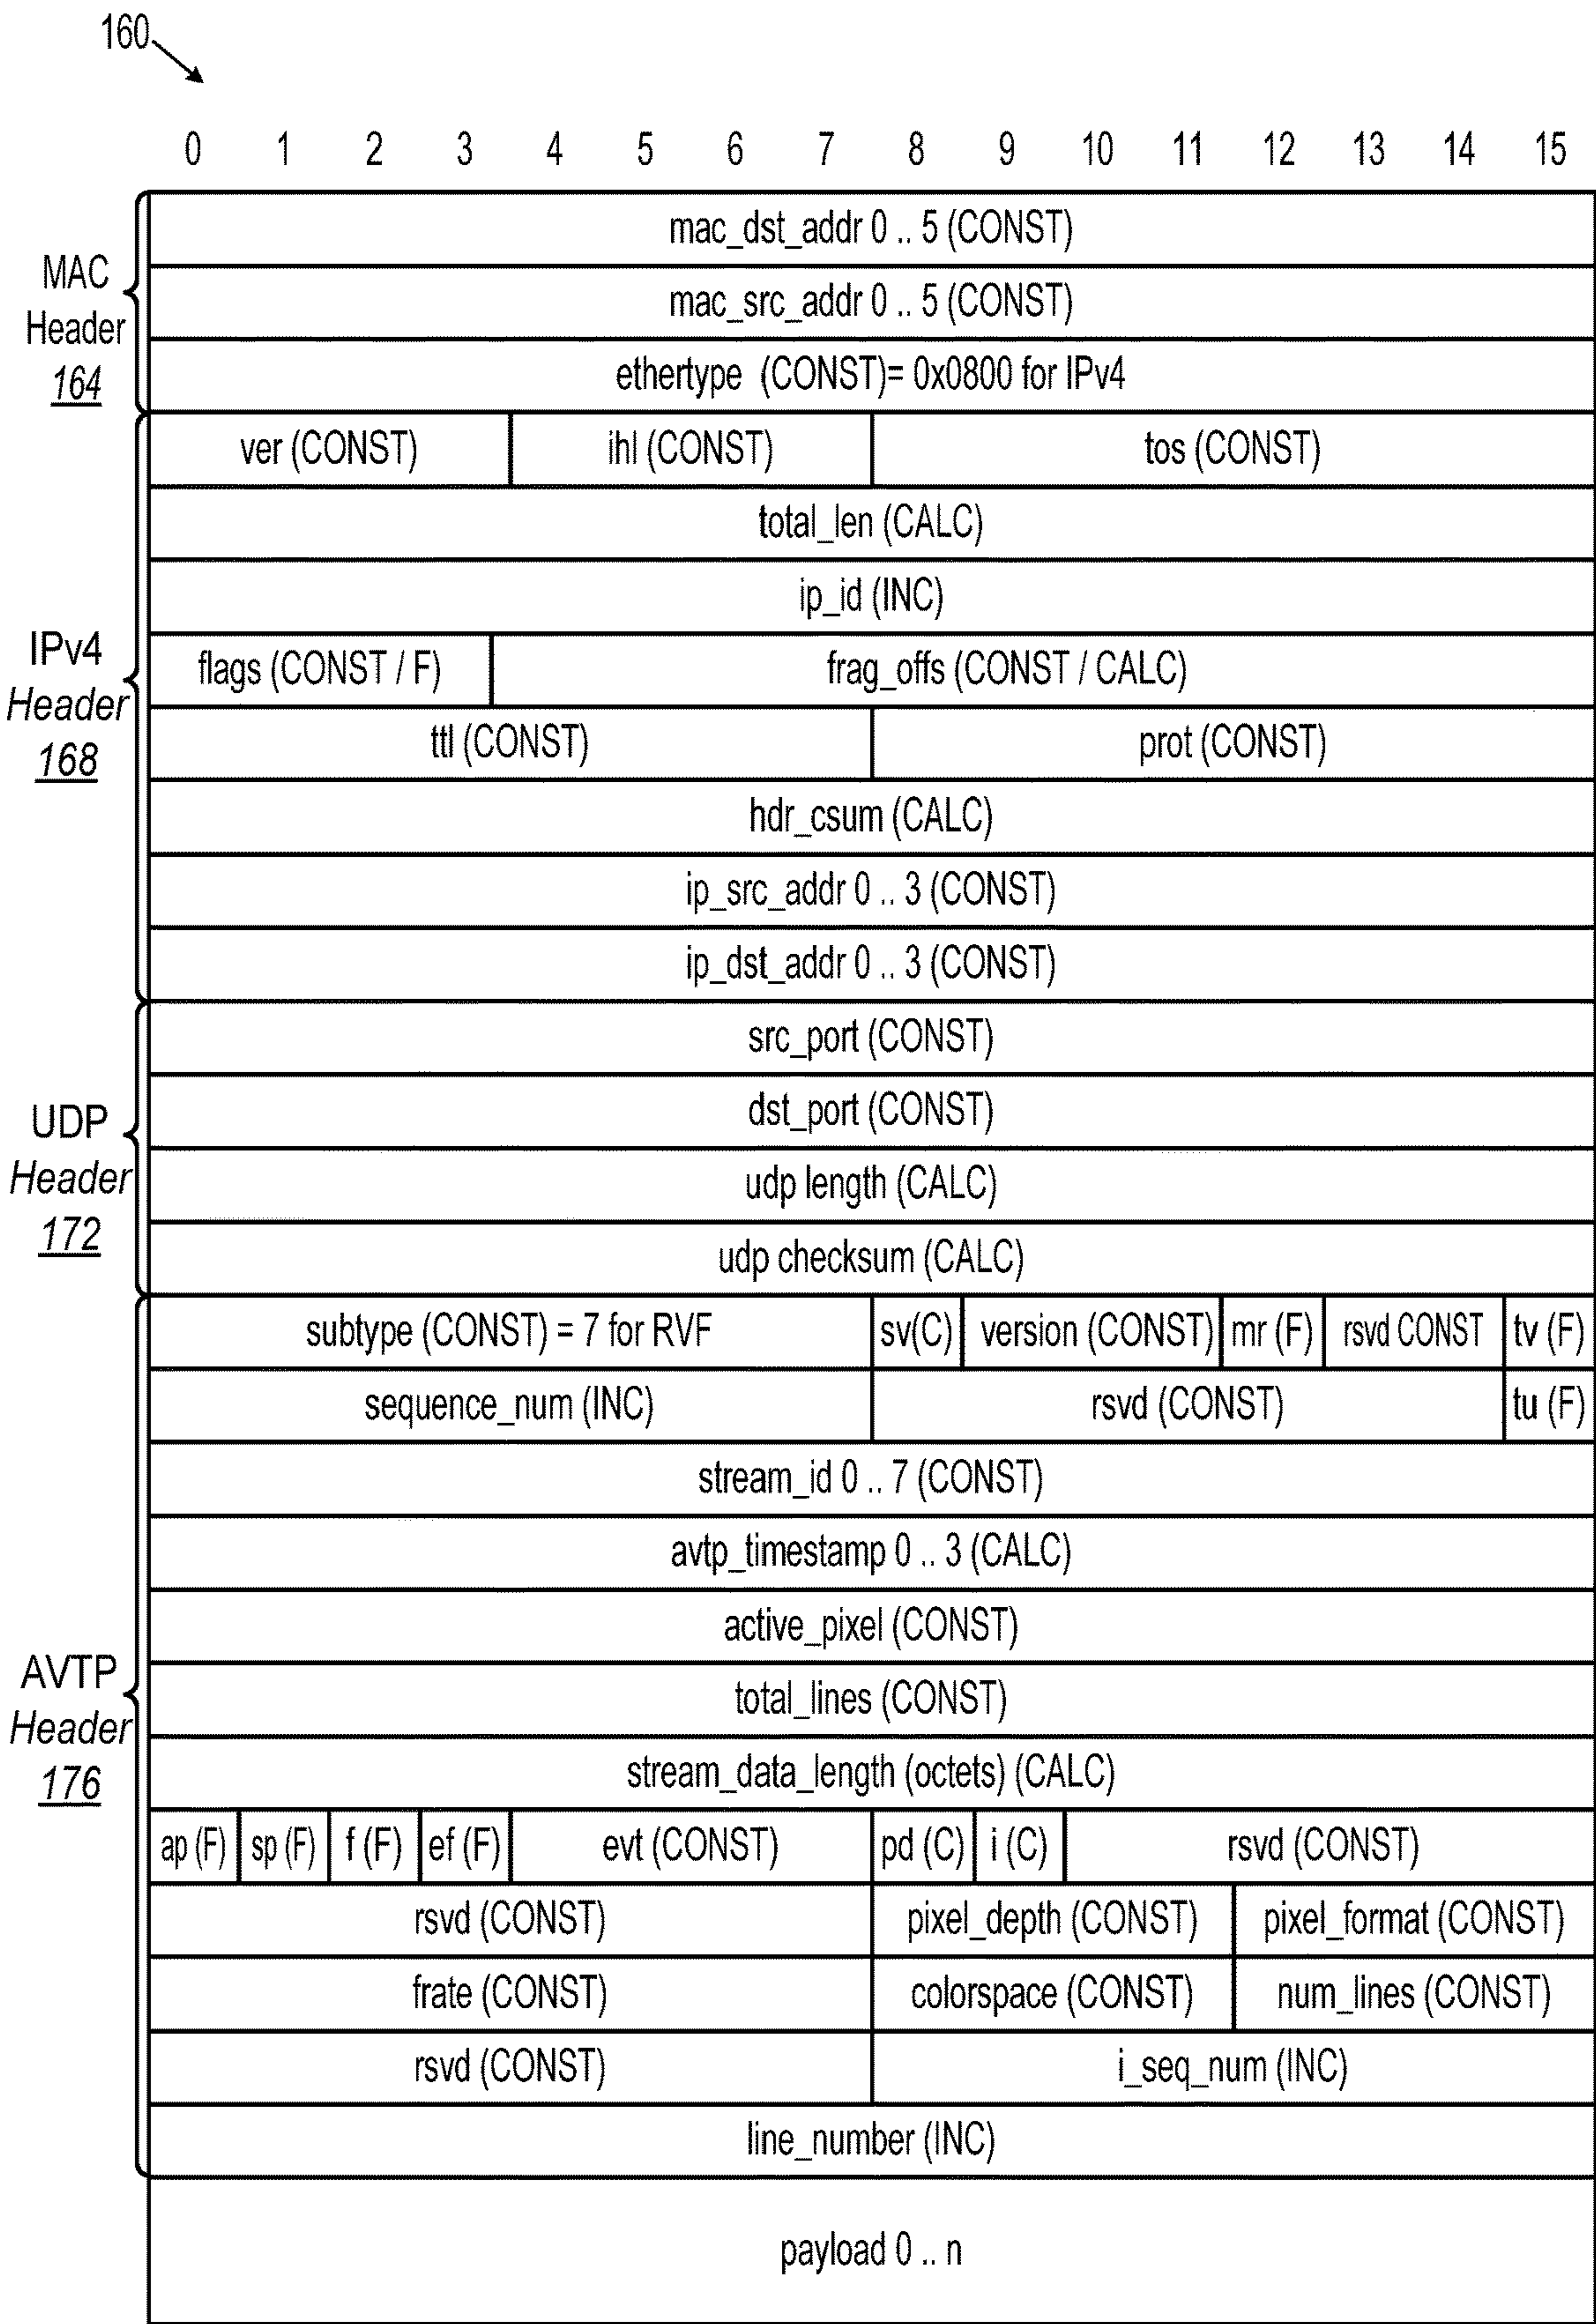 160
0 1 2 3 4 5 6 7 8 9 10 11 12 13 14 15
MAC
Header
164
mac_dst_addr 0 .. 5 (CONST)
mac_src_addr 0 .. 5 (CONST)
ethertype (CONST)= 0x0800 for IPv4
IPv4
Header
168
ver (CONST) ihl (CONST) tos (CONST)
total_len (CALC)
ip_id (INC)
flags (CONST / F) frag_offs (CONST / CALC)
ttl (CONST) prot (CONST)
hdr_csum (CALC)
ip_src_addr 0 .. 3 (CONST)
ip_dst_addr 0 .. 3 (CONST)
UDP
Header
172
src_port (CONST)
dst_port (CONST)
udp length (CALC)
udp checksum (CALC)
AVTP
Header
176
subtype (CONST) = 7 for RVF sv(C) version (CONST) mr (F) rsvd CONST tv (F)
sequence_num (INC) rsvd (CONST) tu (F)
stream_id 0 .. 7 (CONST)
avtp_timestamp 0 .. 3 (CALC)
active_pixel (CONST)
total_lines (CONST)
stream_data_length (octets) (CALC)
ap (F) sp (F) f (F) ef (F) evt (CONST) pd (C) i (C) rsvd (CONST)
rsvd (CONST) pixel_depth (CONST) pixel_format (CONST)
frate (CONST) colorspace (CONST) num_lines (CONST)
rsvd (CONST) i_seq_num (INC)
line_number (INC)
payload 0 .. n